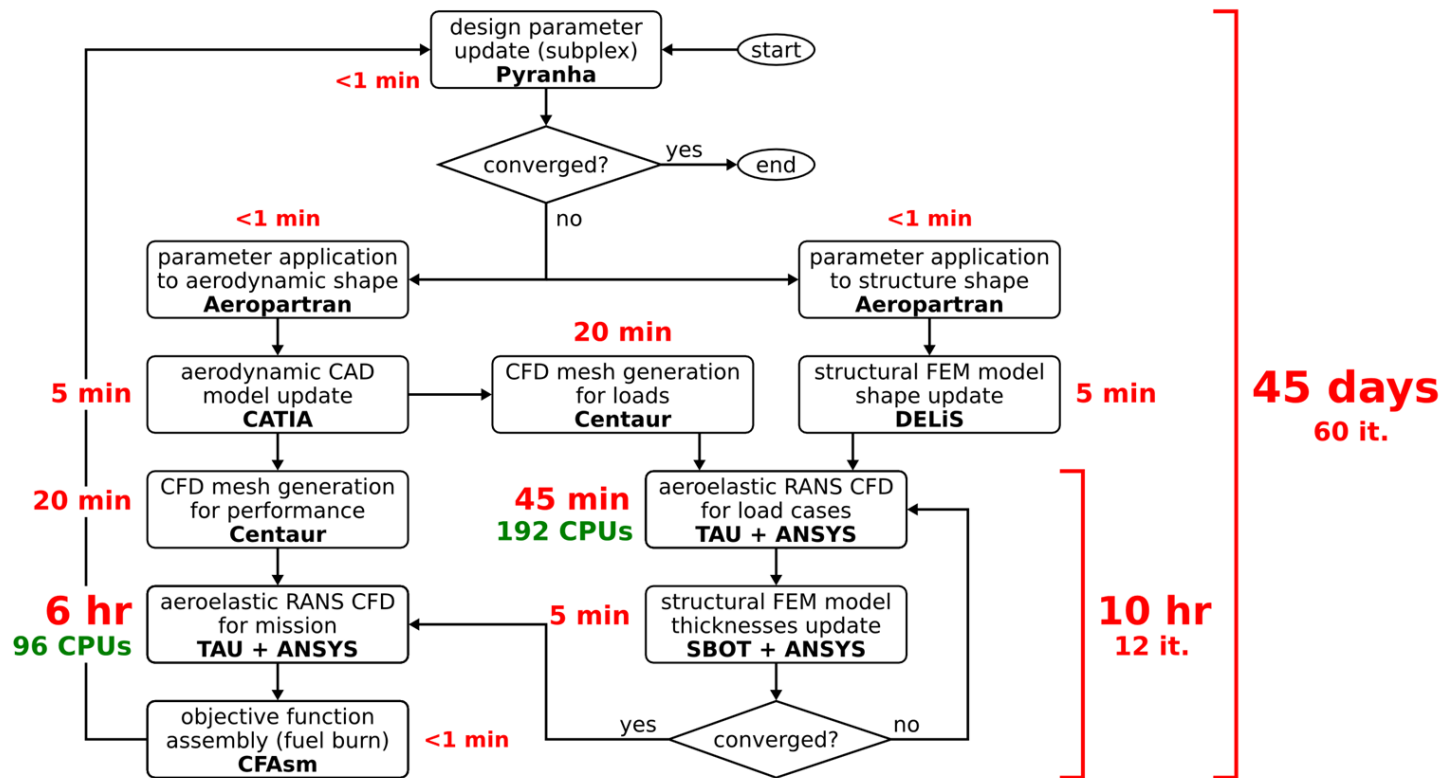 design parameter
update (subplex)
Pyranha
start
<1 min
converged?
yes
end
no
<1 min
<1 min
parameter application
to aerodynamic shape
Aeropartran
parameter application
to structure shape
Aeropartran
20 min
5 min
aerodynamic CAD
model update
CATIA
CFD mesh generation
for loads
Centaur
structural FEM model
shape update
DELiS
5 min
45 days
60 it.
20 min
CFD mesh generation
for performance
Centaur
45 min
192 CPUs
aeroelastic RANS CFD
for load cases
TAU + ANSYS
6 hr
96 CPUs
aeroelastic RANS CFD
for mission
TAU + ANSYS
5 min
structural FEM model
thicknesses update
SBOT + ANSYS
10 hr
12 it.
objective function
assembly (fuel burn)
CFAsm
<1 min
yes
converged?
no